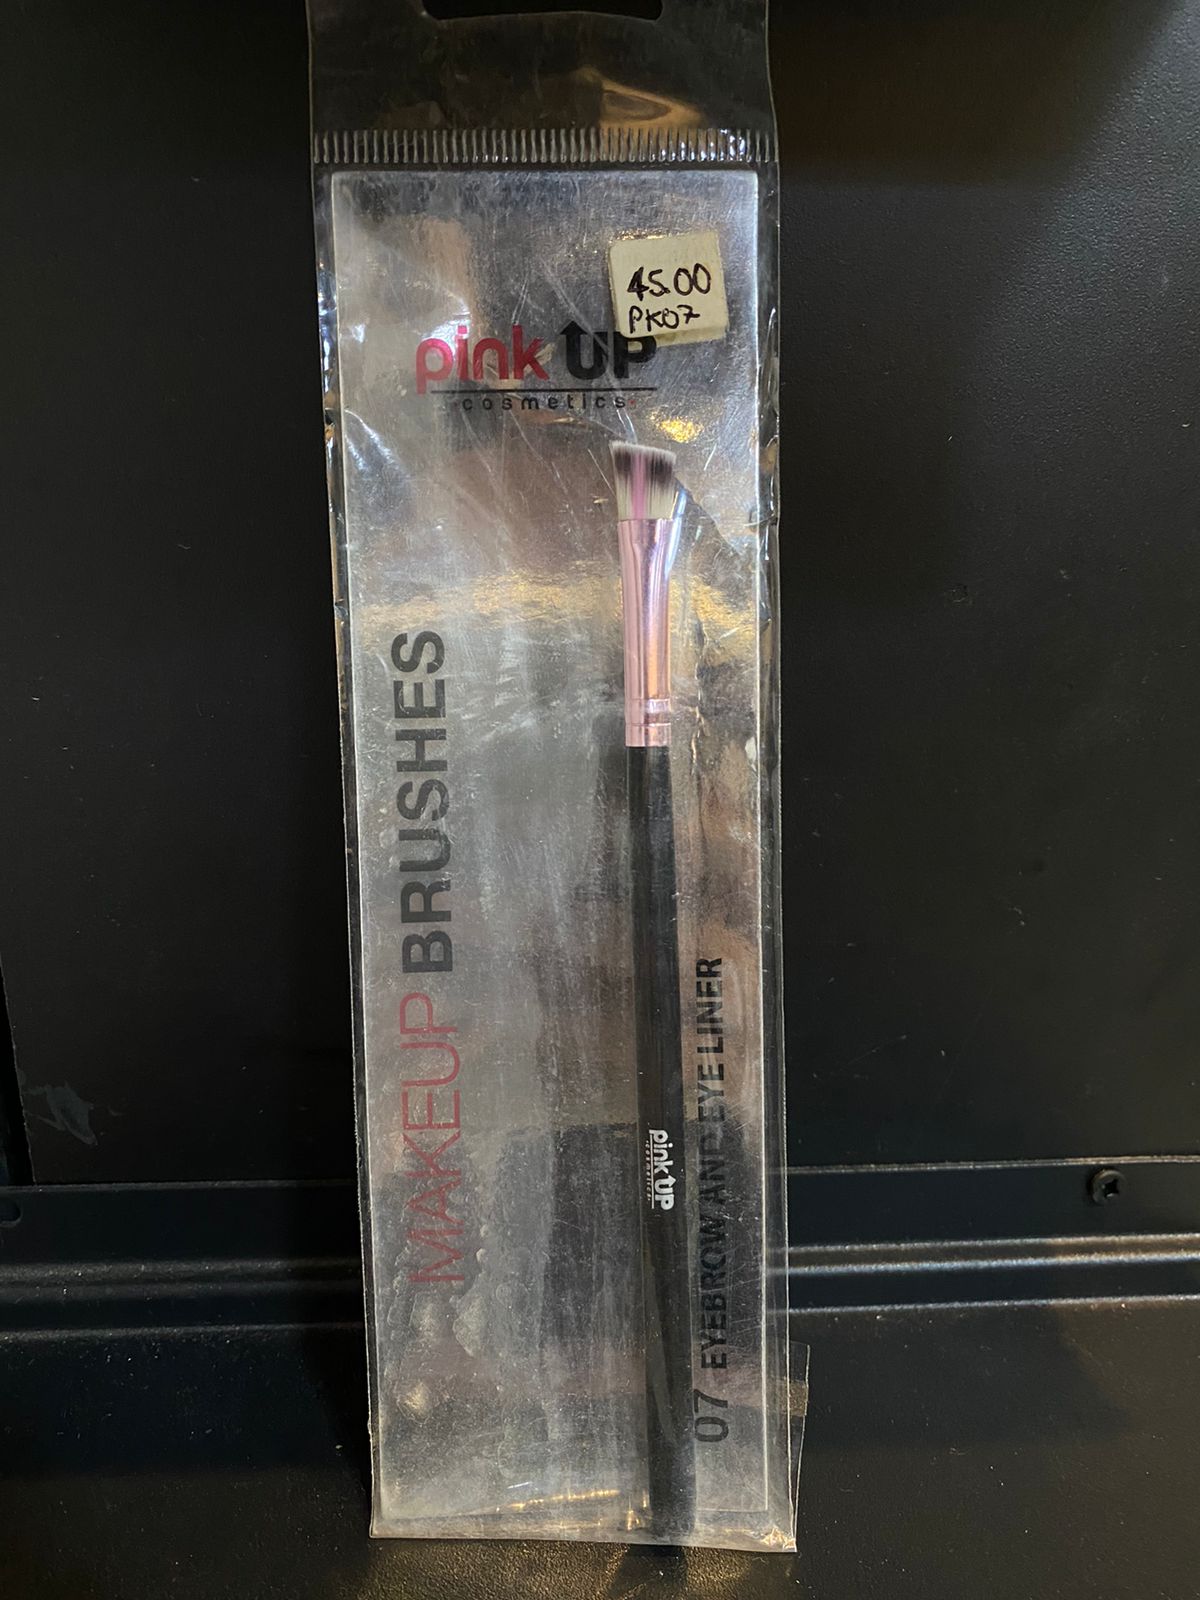 45.00
PK07
pink UP
cosmetics
MAKEUP BRUSHES
07 EYEBROW AND EYE LINER
pink UP